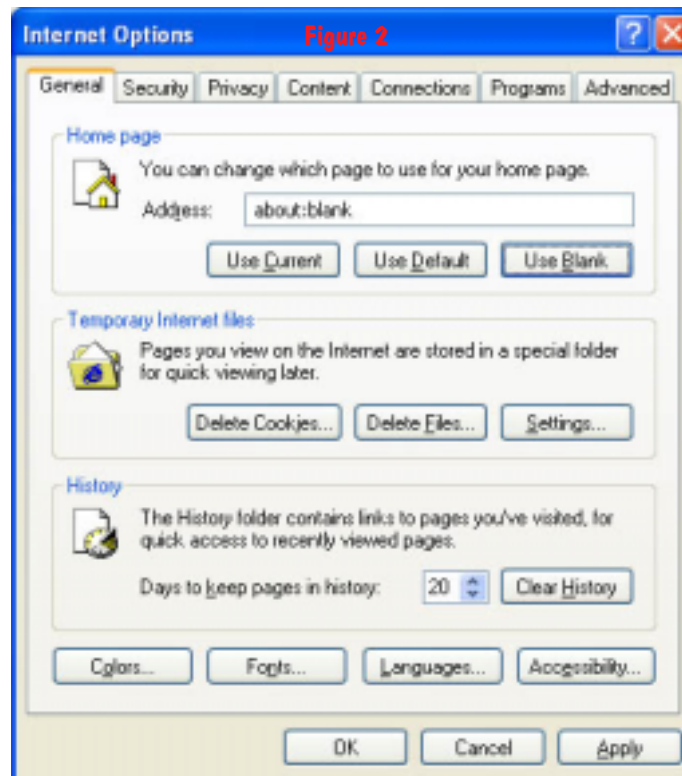 Internet Options
Figure 2
General Security Privacy Content Connections Programs Advanced
Home page
You can change which page to use for your home page.
Address: about:blank
Use Current Use Default Use Blank
Temporary Internet files
Pages you view on the Internet are stored in a special folder
for quick viewing later.
Delete Cookies... Delete Files... Settings...
History
The History folder contains links to pages you've visited, for
quick access to recently viewed pages.
Days to keep pages in history: 20 Clear History
Colors... Fonts... Languages... Accessibility...
OK Cancel Apply